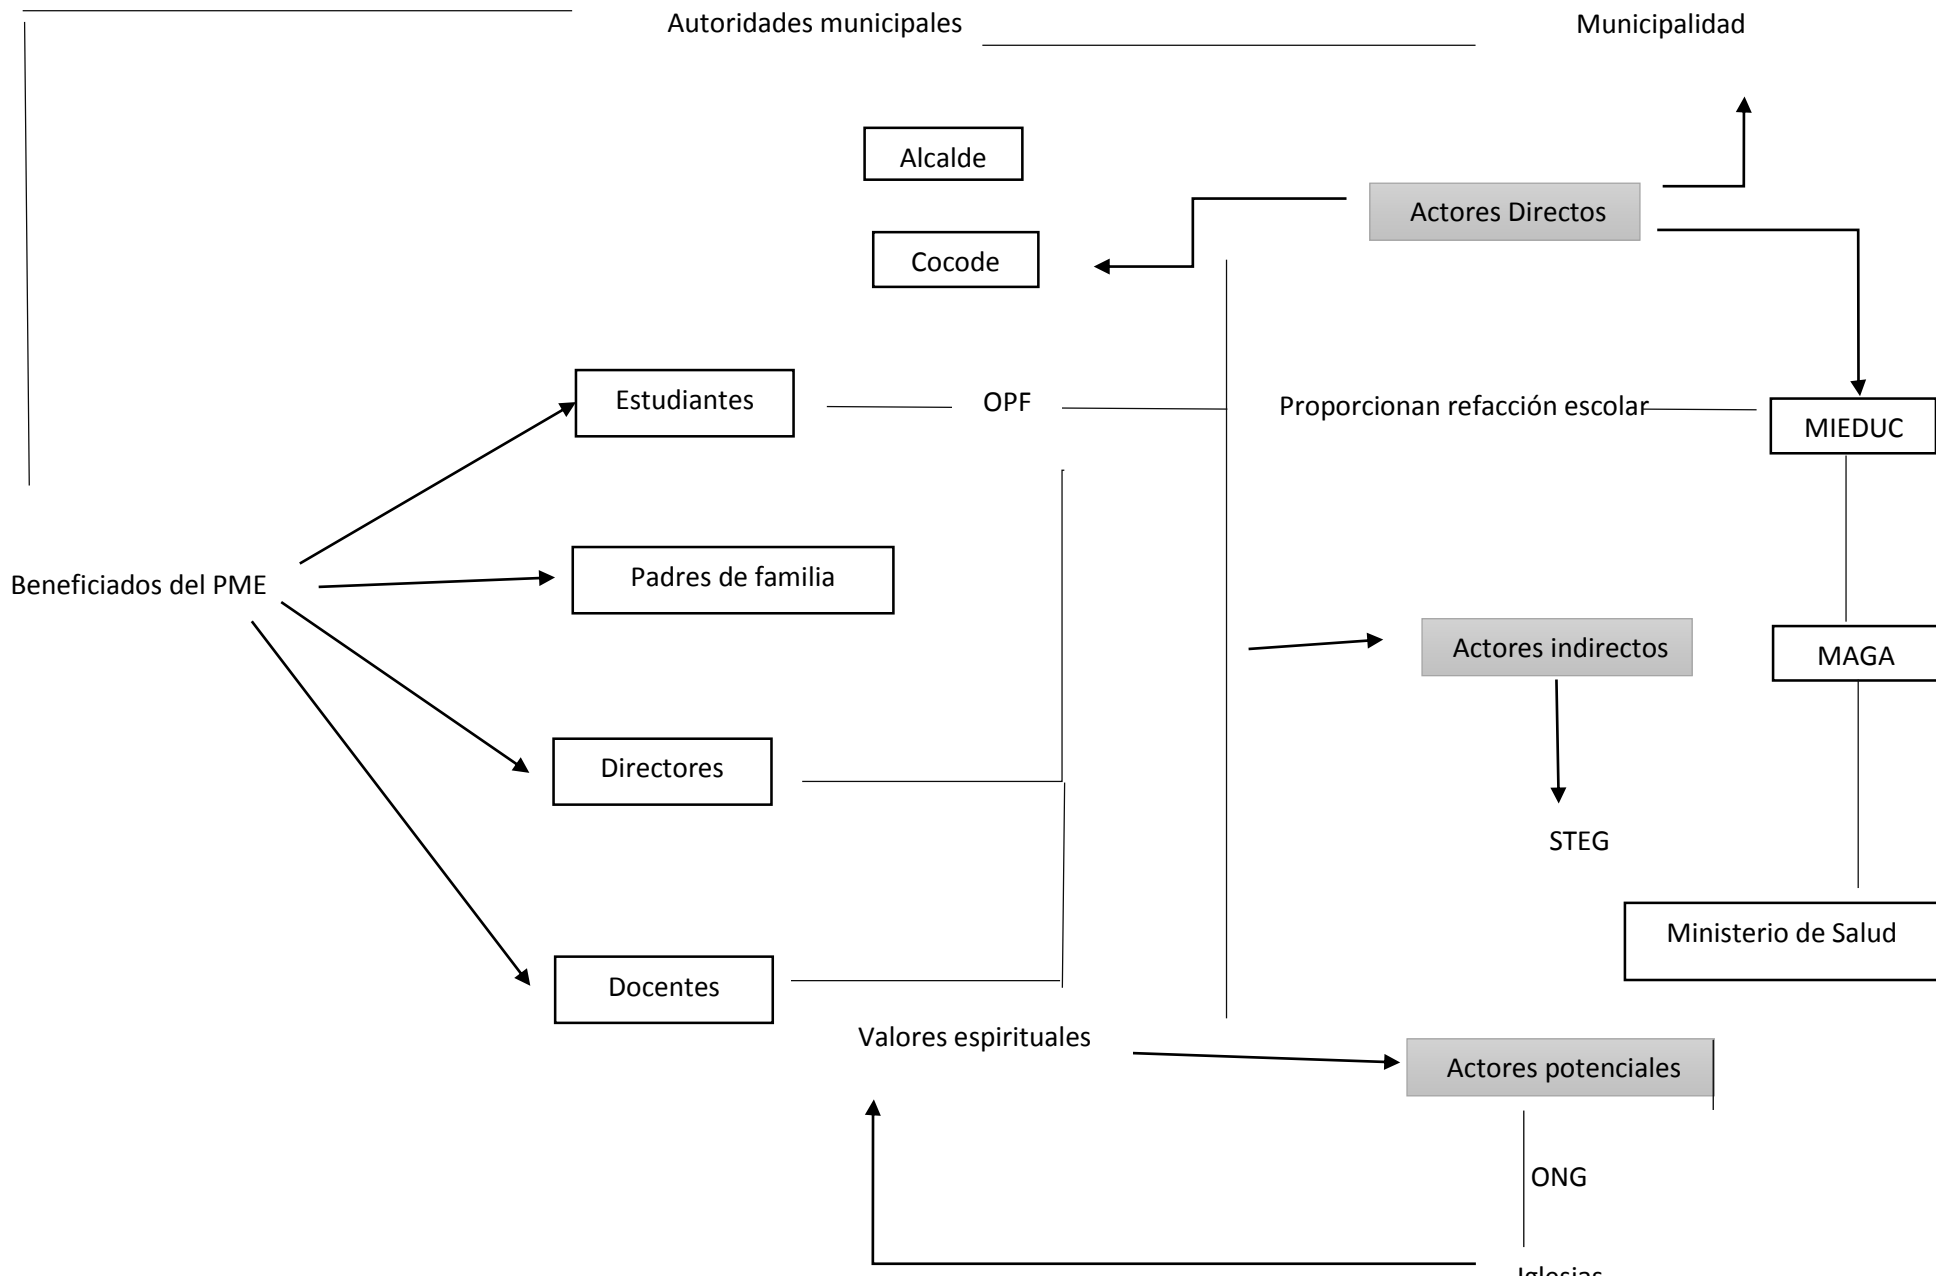 Autoridades municipales
Municipalidad
Alcalde
Actores Directos
Cocode
Estudiantes
OPF
Proporcionan refacción escolar
MIEDUC
Beneficiados del PME
Padres de familia
Actores indirectos
MAGA
Directores
STEG
Ministerio de Salud
Docentes
Valores espirituales
Actores potenciales
ONG
Iglesias